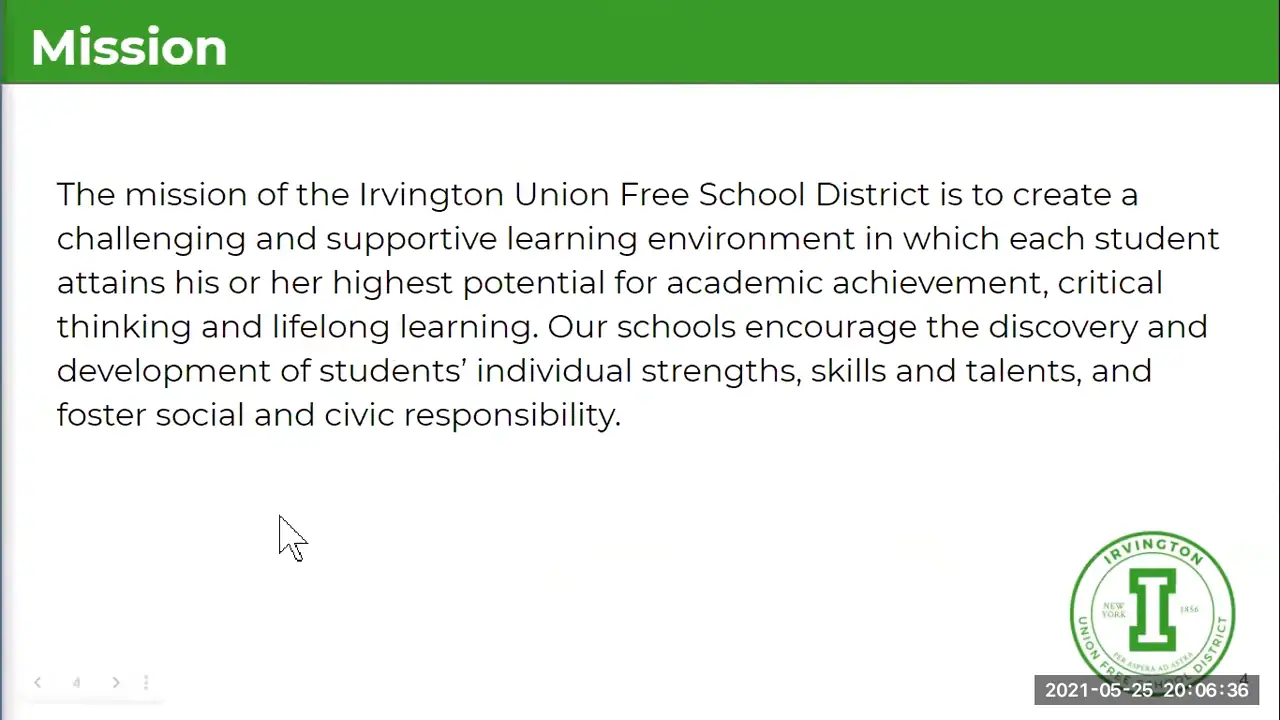 Mission
The mission of the Irvington Union Free School District is to create a
challenging and supportive learning environment in which each student
attains his or her highest potential for academic achievement, critical
thinking and lifelong learning. Our schools encourage the discovery and
development of students’ individual strengths, skills and talents, and
foster social and civic responsibility.
IRVINGTON
NEW
YORK
I
1856
PER ASPERA AD ASTRA
UNION FREE SCHOOL DISTRICT
4
4
2021-05-25 20:06:36